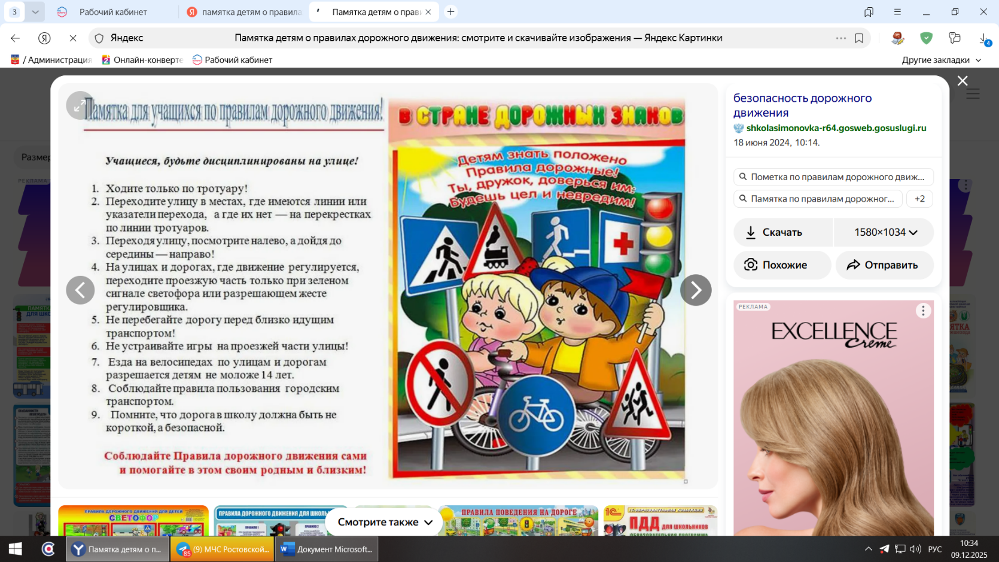 3
Рабочий кабинет
памятка детям о правила
Памятка детям о прави
Яндекс
Памятка детям о правилах дорожного движения: смотрите и скачивайте изображения — Яндекс Картинки
4
/ Администрация
Онлайн-конверте
Рабочий кабинет
Другие закладки
Размер
РЕКЛАМА
Памятка для учащихся по правилам дорожного движения!
Учащиеся, будьте дисциплинированы на улице!
1. Ходите только по тротуару!
2. Переходите улицу в местах, где имеются линии или
указатели перехода, а где их нет — на перекрестках
по линии тротуаров.
3. Переходя улицу, посмотрите налево, а дойдя до
середины — направо!
4. На улицах и дорогах, где движение регулируется,
переходите проезжую часть только при зеленом
сигнале светофора или разрешающем жесте
регулировщика.
5. Не перебегайте дорогу перед близко идущим
транспортом!
6. Не устраивайте игры на проезжей части улицы!
7. Езда на велосипедах по улицам и дорогам
разрешается детям не моложе 14 лет.
8. Соблюдайте правила пользования городским
транспортом.
9. Помните, что дорога в школу должна быть не
короткой, а безопасной.
Соблюдайте Правила дорожного движения сами
и помогайте в этом своим родным и близким!
В СТРАНЕ ДОРОЖНЫХ ЗНАКОВ
Детям знать положено
Правила дорожные!
Ты, дружок, доверься им:
Будешь цел и невредим!
безопасность дорожного
движения
shkolasimonovka-r64.gosweb.gosuslugi.ru
18 июня 2024, 10:14.
Пометка по правилам дорожного движ...
Памятка по правилам дорожног...
+2
Скачать
1580×1034
Похожие
Отправить
РЕКЛАМА
EXCELLENCE
Creme
ПРАВИЛА ДОРОЖНОГО ДВИЖЕНИЯ ДЛЯ ДЕТЕЙ
СВЕТОФОР
ПРАВИЛА ДОРОЖНОГО ДВИЖЕНИЯ ДЛЯ ШКОЛЬ
Смотрите также
ПРАВИЛА ПОВЕДЕНИЯ НА ДОРОГЕ
1С
ПДД для школьников
Памятка детям о п...
85
(9) МЧС Ростовской...
Документ Microsoft...
РУС
10:34
09.12.2025